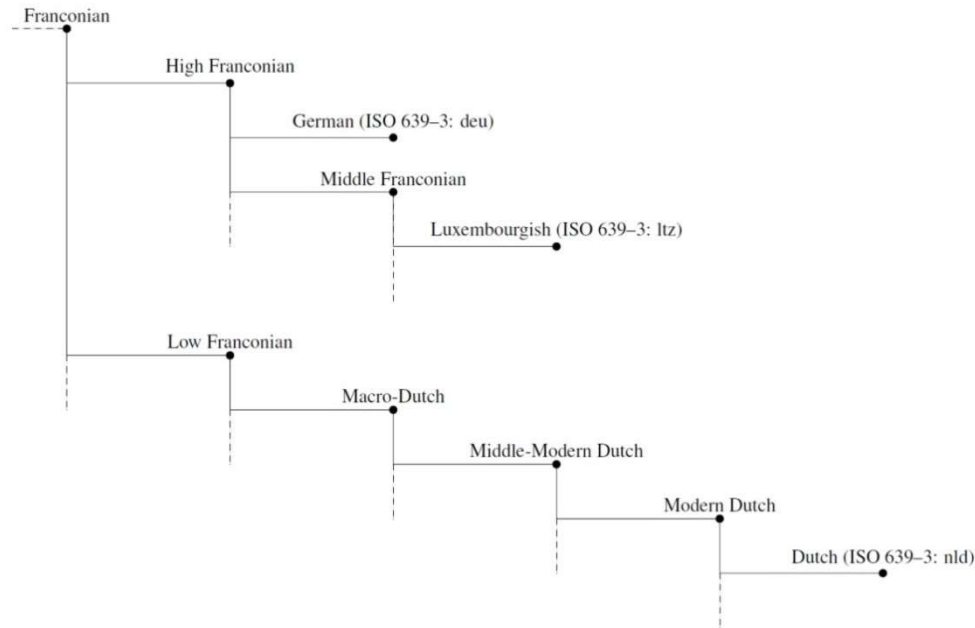 Franconian
High Franconian
German (ISO 639–3: deu)
Middle Franconian
Luxembourgish (ISO 639–3: ltz)
Low Franconian
Macro-Dutch
Middle-Modern Dutch
Modern Dutch
Dutch (ISO 639–3: nld)